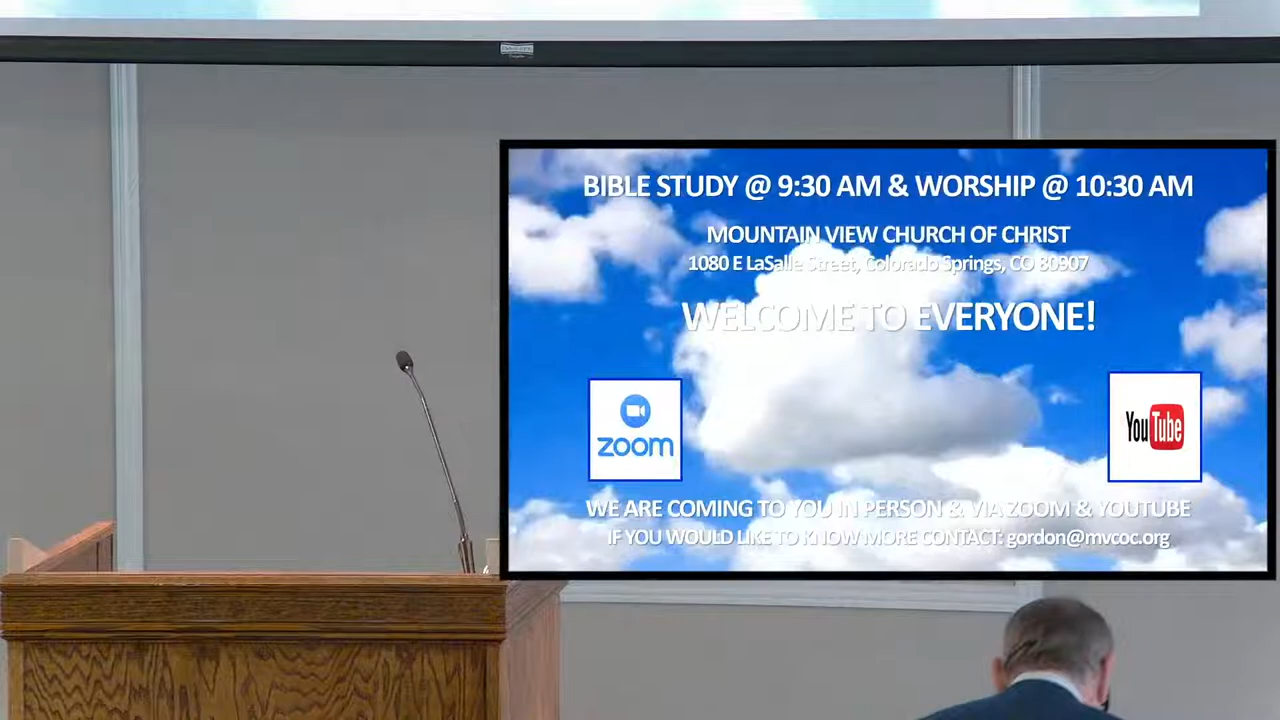 BIBLE STUDY @ 9:30 AM & WORSHIP @ 10:30 AM
MOUNTAIN VIEW CHURCH OF CHRIST
1080 E LaSalle Street, Colorado Springs, CO 80907
WELCOME TO EVERYONE!
zoom
YouTube
WE ARE COMING TO YOU IN PERSON & VIA ZOOM & YOUTUBE
IF YOU WOULD LIKE TO KNOW MORE CONTACT: gordon@mvcoc.org